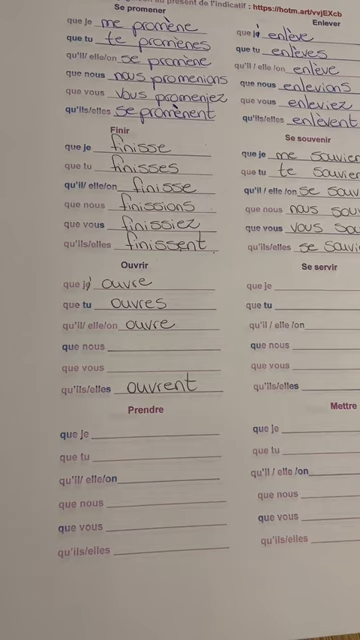 au présent de l'indicatif : https://hotm.art/vvjEXcb
Se promener
que je me promène
que tu te promènes
qu'il/ elle/on se promène
que nous nous promenions
que vous vous promeniez
qu'ils/elles se promènent
Enlever
que j' enlève
que tu enlèves
qu'il / elle /on enlève
que nous enlevions
que vous enleviez
qu'ils/elles enlèvent
Finir
que je finisse
que tu finisses
qu'il/ elle/on finisse
que nous finissions
que vous finissiez
qu'ils/elles finissent
Se souvenir
que je me souvie
que tu te souvier
qu'il / elle /on se souv
que nous nous sou
que vous vous so
qu'ils/elles se souvi
Ouvrir
que j' ouvre
que tu ouvres
qu'il/ elle/on ouvre
que nous
que vous
qu'ils/elles ouvrent
Se servir
que je
que tu
qu'il / elle /on
que nous
que vous
qu'ils/elles
Prendre
que je
que tu
qu'il/ elle/on
que nous
que vous
qu'ils/elles
Mettre
que je
que tu
qu'il / elle /on
que nous
que vous
qu'ils/elles